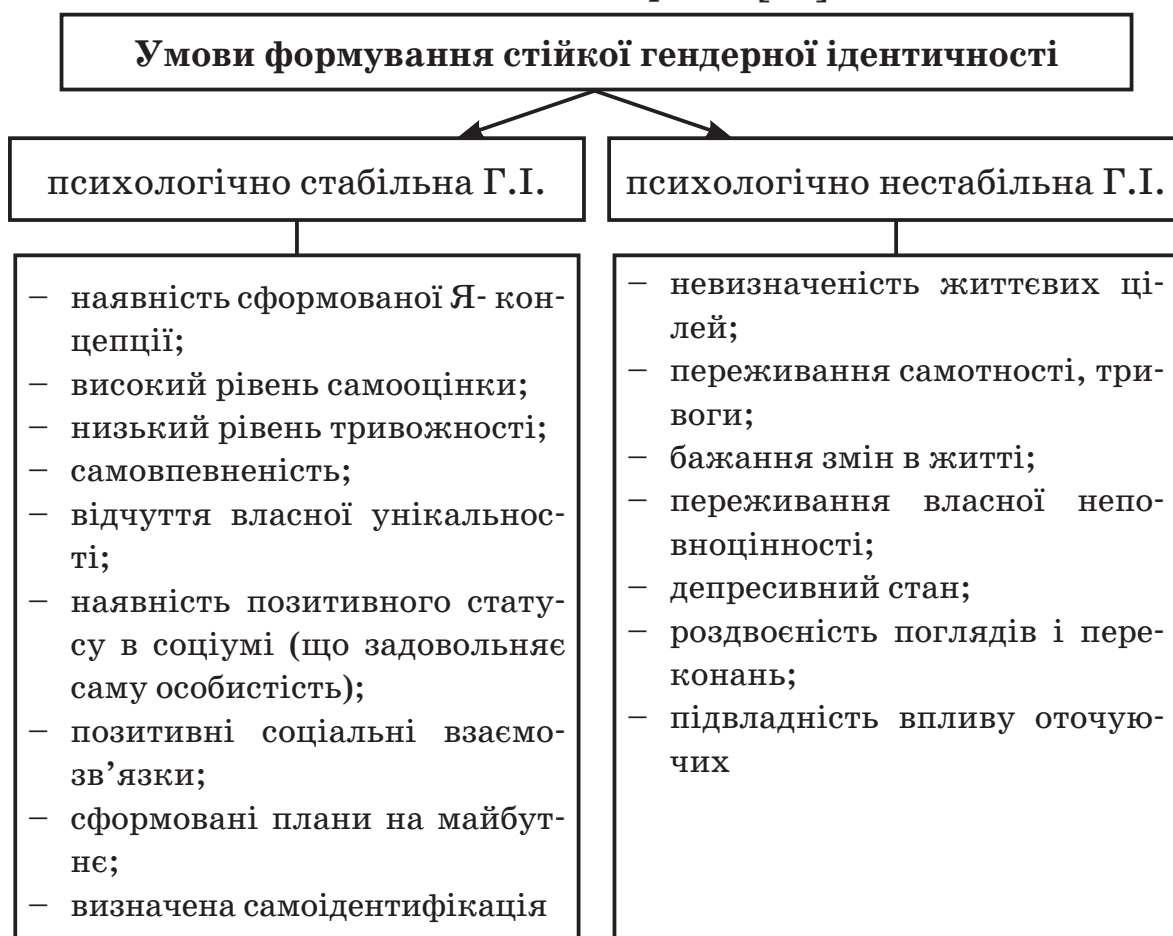 Умови формування стійкої гендерної ідентичності
психологічно стабільна Г.І.
– наявність сформованої Я- кон-
цепції;
– високий рівень самооцінки;
– низький рівень тривожності;
– самовпевненість;
– відчуття власної унікальнос-
ті;
– наявність позитивного стату-
су в соціумі (що задовольняє
саму особистість);
– позитивні соціальні взаємо-
зв’язки;
– сформовані плани на майбут-
нє;
– визначена самоідентифікація
психологічно нестабільна Г.І.
– невизначеність життєвих ці-
лей;
– переживання самотності, три-
воги;
– бажання змін в житті;
– переживання власної непо-
вноцінності;
– депресивний стан;
– роздвоєність поглядів і пере-
конань;
– підвладність впливу оточую-
чих